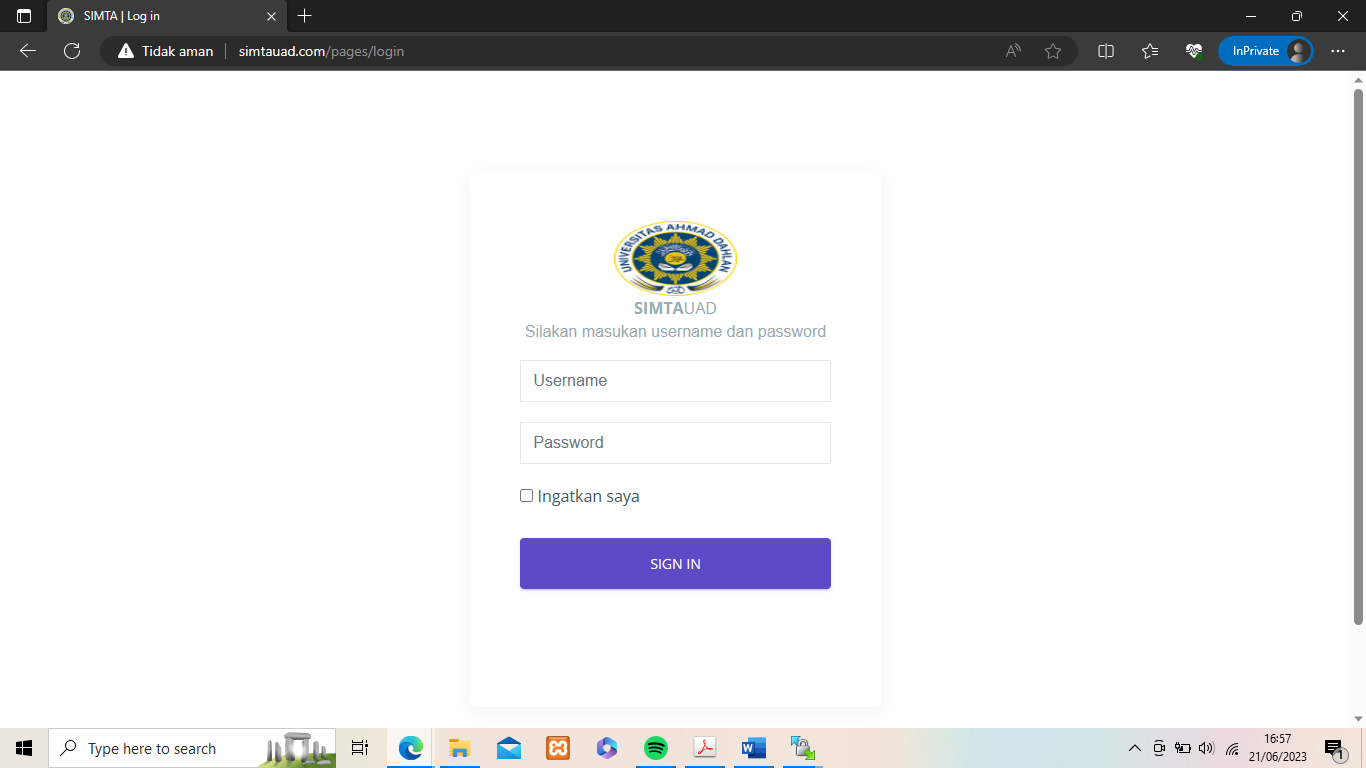 SIMTA | Log in
Tidak aman
simtauad.com/pages/login
InPrivate
UNIVERSITAS AHMAD DAHLAN
SIMTAUAD
Silakan masukan username dan password
Username
Password
Ingatkan saya
SIGN IN
Type here to search
16:57
21/06/2023
1